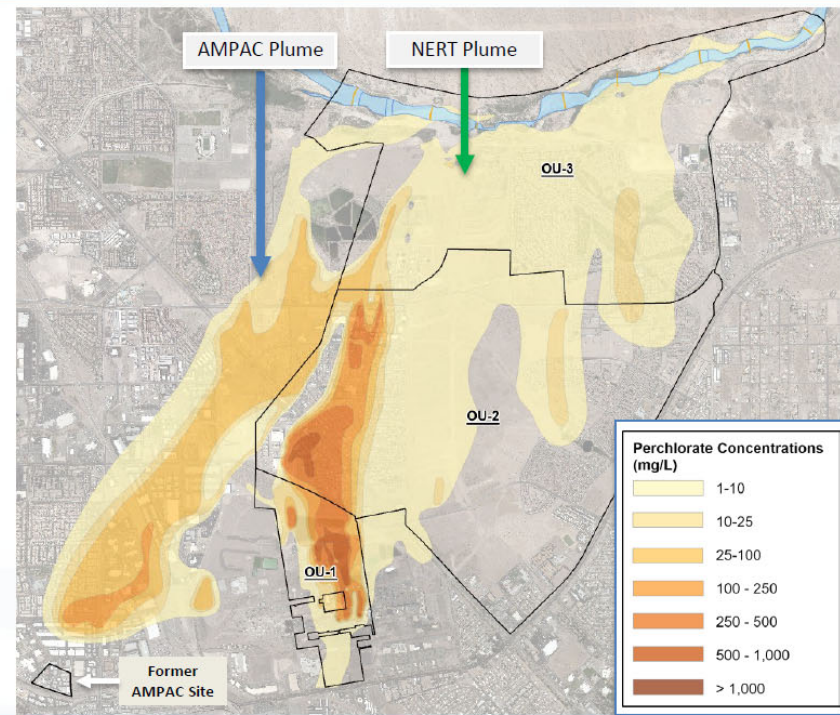 AMPAC Plume
NERT Plume
OU-3
OU-2
OU-1
Former
AMPAC Site
Perchlorate Concentrations
(mg/L)
1-10
10-25
25-100
100 - 250
250 - 500
500 - 1,000
> 1,000